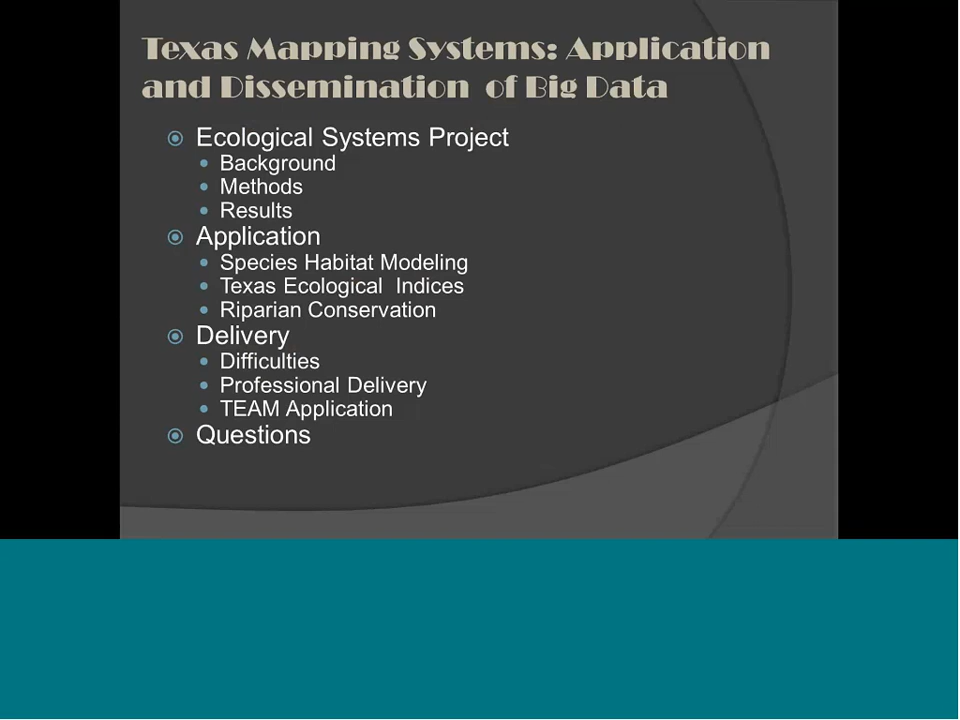 Texas Mapping Systems: Application
and Dissemination of Big Data
Ecological Systems Project
Background
Methods
Results
Application
Species Habitat Modeling
Texas Ecological Indices
Riparian Conservation
Delivery
Difficulties
Professional Delivery
TEAM Application
Questions